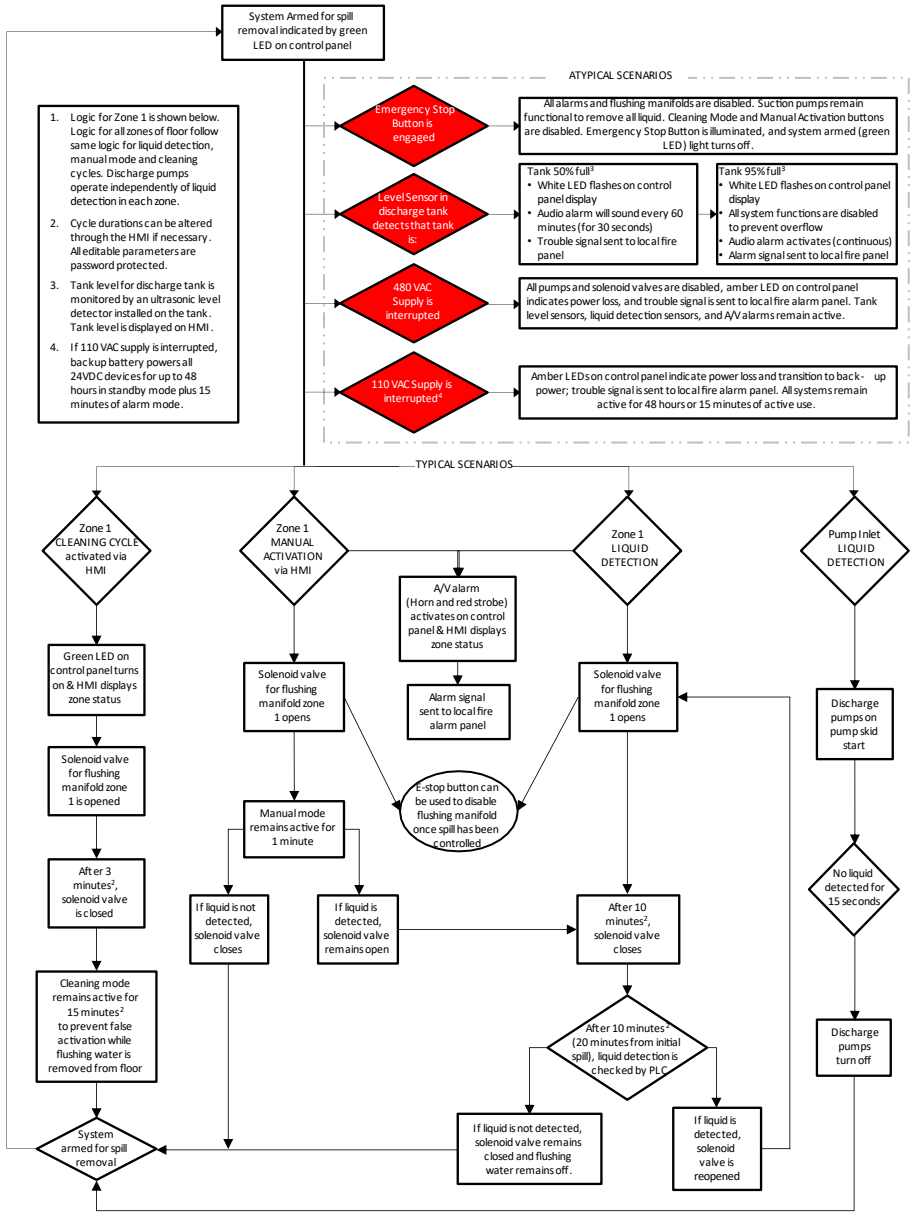 System Armed for spill
removal indicated by green
LED on control panel
ATYPICAL SCENARIOS
1. Logic for Zone 1 is shown below.
Logic for all zones of floor follow
same logic for liquid detection,
manual mode and cleaning
cycles. Discharge pumps
operate independently of liquid
detection in each zone.
2. Cycle durations can be altered
through the HMI if necessary.
All editable parameters are
password protected.
3. Tank level for discharge tank is
monitored by an ultrasonic level
detector installed on the tank.
Tank level is displayed on HMI.
4. If 110 VAC supply is interrupted,
backup battery powers all
24VDC devices for up to 48
hours in standby mode plus 15
minutes of alarm mode.
Emergency Stop
Button is
engaged
All alarms and flushing manifolds are disabled. Suction pumps remain
functional to remove all liquid. Cleaning Mode and Manual Activation buttons
are disabled. Emergency Stop Button is illuminated, and system armed (green
LED) light turns off.
Level Sensor in
discharge tank
detects that tank
is:
Tank 50% full³
• White LED flashes on control
panel display
• Audio alarm will sound every 60
minutes (for 30 seconds)
• Trouble signal sent to local fire
panel
Tank 95% full³
• White LED flashes on control
panel display
• All system functions are disabled
to prevent overflow
• Audio alarm activates (continuous)
• Alarm signal sent to local fire panel
480 VAC
Supply is
interrupted
All pumps and solenoid valves are disabled, amber LED on control panel
indicates power loss, and trouble signal is sent to local fire alarm panel. Tank
level sensors, liquid detection sensors, and A/V alarms remain active.
110 VAC Supply is
interrupted⁴
Amber LEDs on control panel indicate power loss and transition to back- up
power; trouble signal is sent to local fire alarm panel. All systems remain
active for 48 hours or 15 minutes of active use.
TYPICAL SCENARIOS
Zone 1
CLEANING CYCLE
activated via
HMI
Green LED on
control panel turns
on & HMI displays
zone status
Solenoid valve
for flushing
manifold zone
1 is opened
After 3
minutes²,
solenoid valve
is closed
Cleaning mode
remains active for
15 minutes²
to prevent false
activation while
flushing water is
removed from floor
System
armed for spill
removal
Zone 1
MANUAL
ACTIVATION
via HMI
Solenoid valve
for flushing
manifold zone
1 opens
Manual mode
remains active for
1 minute
If liquid is not
detected,
solenoid valve
closes
If liquid is
detected,
solenoid valve
remains open
A/V alarm
(Horn and red strobe)
activates on control
panel & HMI displays
zone status
Alarm signal
sent to local fire
alarm panel
E-stop button can
be used to disable
flushing manifold
once spill has been
controlled
Zone 1
LIQUID
DETECTION
Solenoid valve
for flushing
manifold zone
1 opens
After 10
minutes²,
solenoid valve
closes
After 10 minutes²
(20 minutes from initial
spill), liquid detection is
checked by PLC
If liquid is not detected,
solenoid valve remains
closed and flushing
water remains off.
If liquid is
detected,
solenoid
valve is
reopened
Pump Inlet
LIQUID
DETECTION
Discharge
pumps on
pump skid
start
No liquid
detected for
15 seconds
Discharge
pumps
turn off